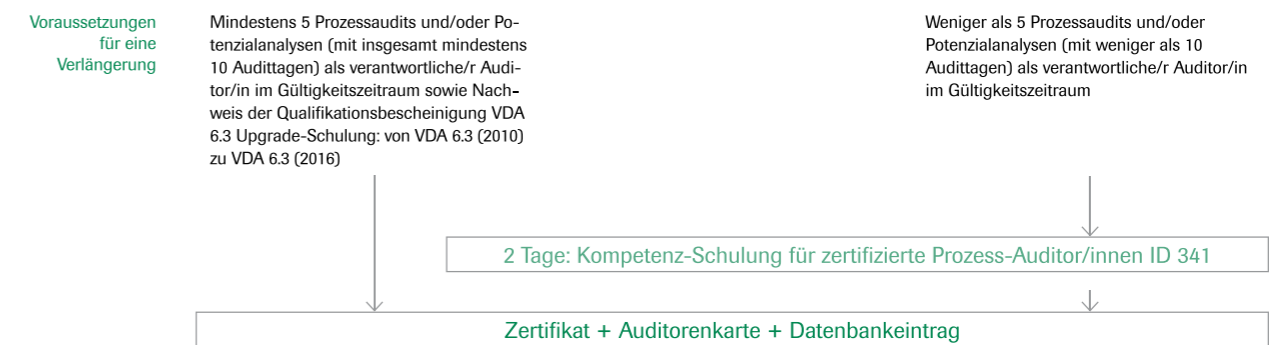 Voraussetzungen
für eine
Verlängerung
Mindestens 5 Prozessaudits und/oder Po-
tenzialanalysen (mit insgesamt mindestens
10 Audittagen) als verantwortliche/r Audi-
tor/in im Gültigkeitszeitraum sowie Nach-
weis der Qualifikationsbescheinigung VDA
6.3 Upgrade-Schulung: von VDA 6.3 (2010)
zu VDA 6.3 (2016)
Weniger als 5 Prozessaudits und/oder
Potenzialanalysen (mit weniger als 10
Audittagen) als verantwortliche/r Auditor/in
im Gültigkeitszeitraum
2 Tage: Kompetenz-Schulung für zertifizierte Prozess-Auditor/innen ID 341
Zertifikat + Auditorenkarte + Datenbankeintrag